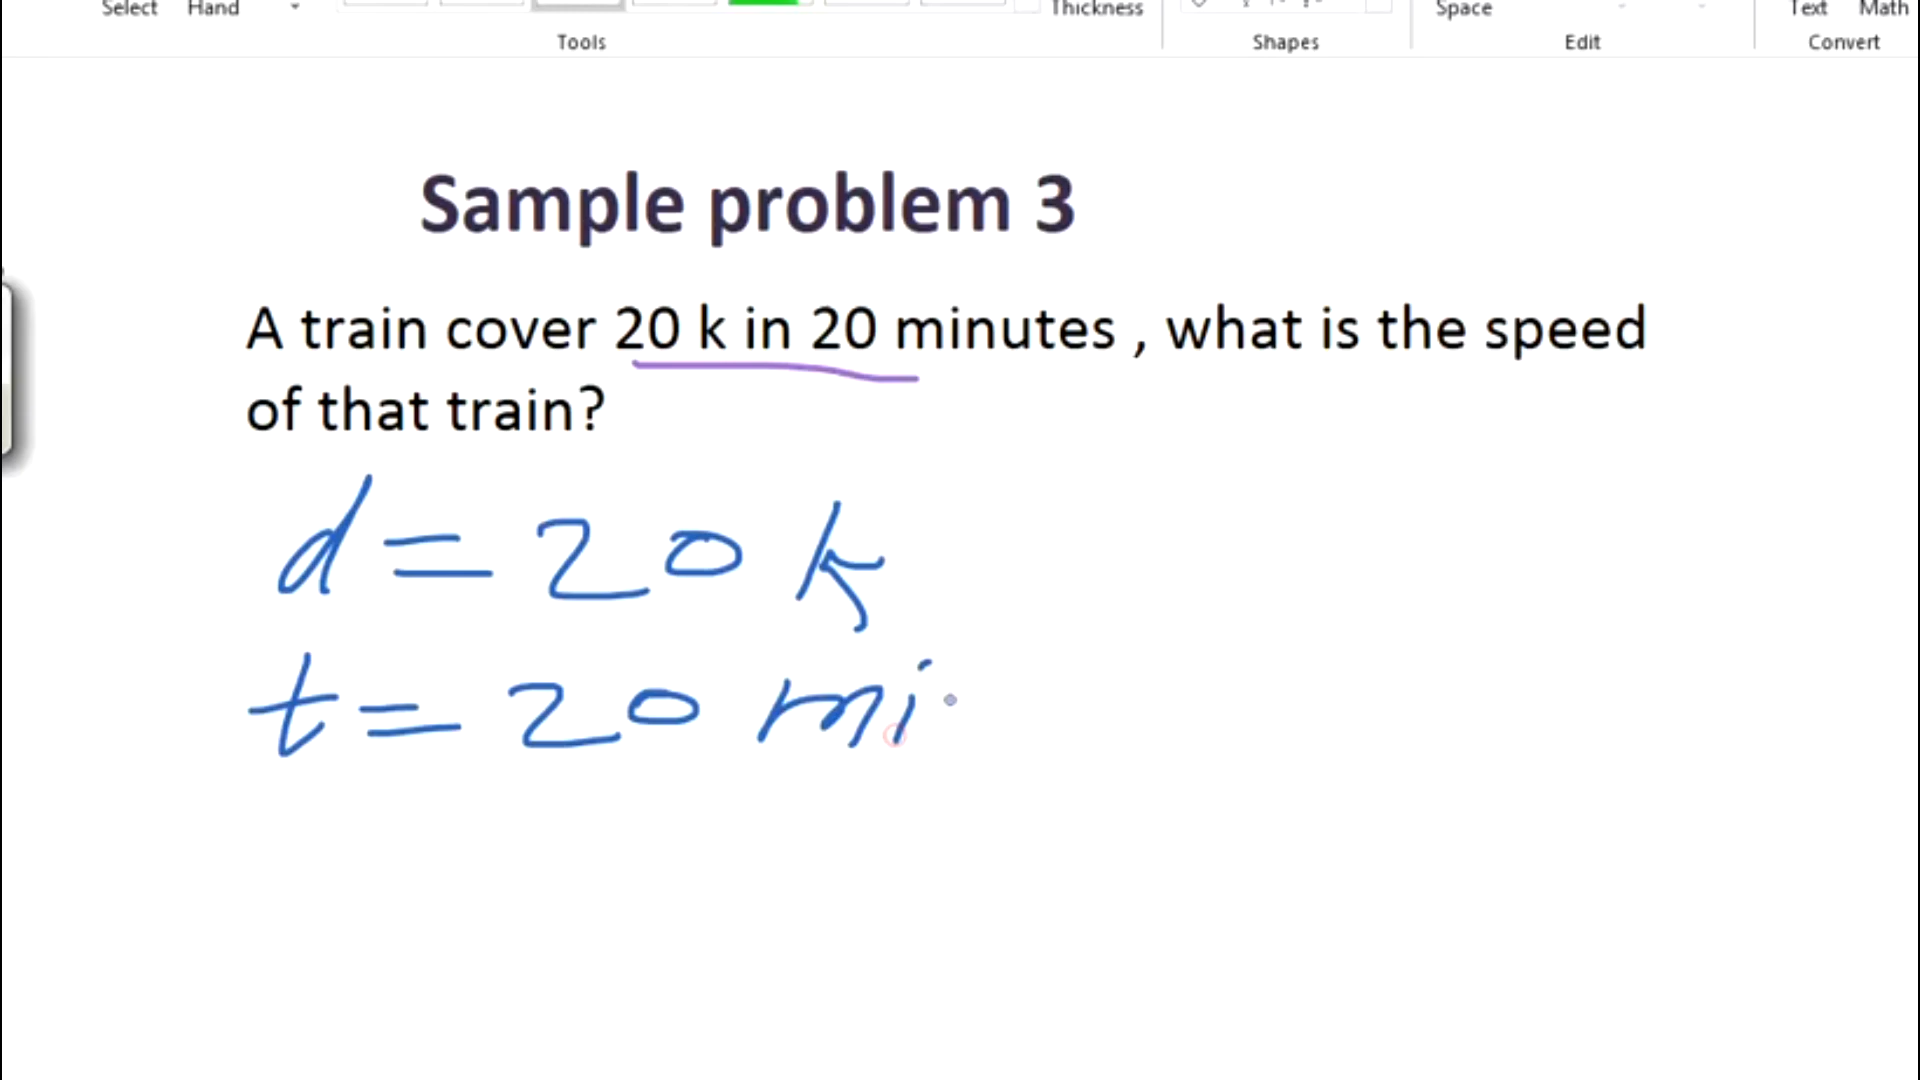 Select Hand Thickness Space Text Math
Tools Shapes Edit Convert
Sample problem 3
A train cover 20 k in 20 minutes , what is the speed
of that train?
d = 20 k
t = 20 mi